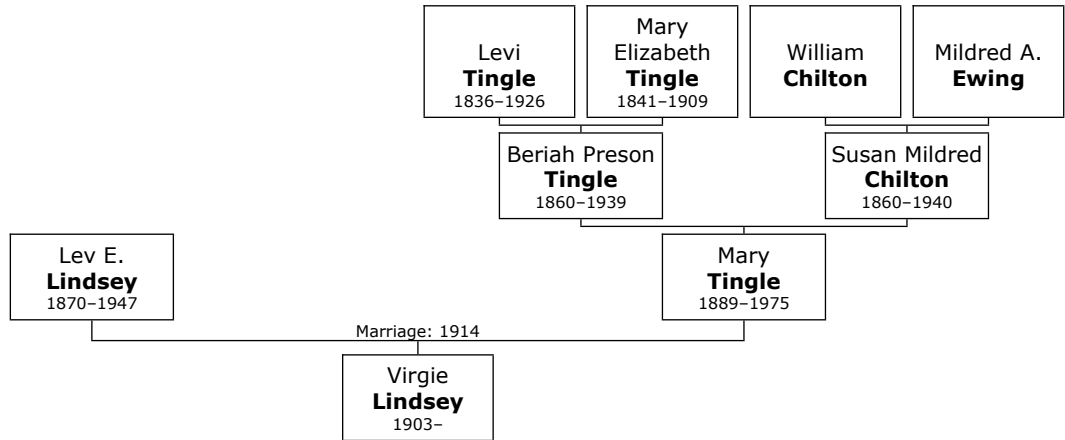 Levi
Tingle
1836–1926
Mary
Elizabeth
Tingle
1841–1909
William
Chilton
Mildred A.
Ewing
Beriah Preson
Tingle
1860–1939
Susan Mildred
Chilton
1860–1940
Lev E.
Lindsey
1870–1947
Mary
Tingle
1889–1975
Marriage: 1914
Virgie
Lindsey
1903–